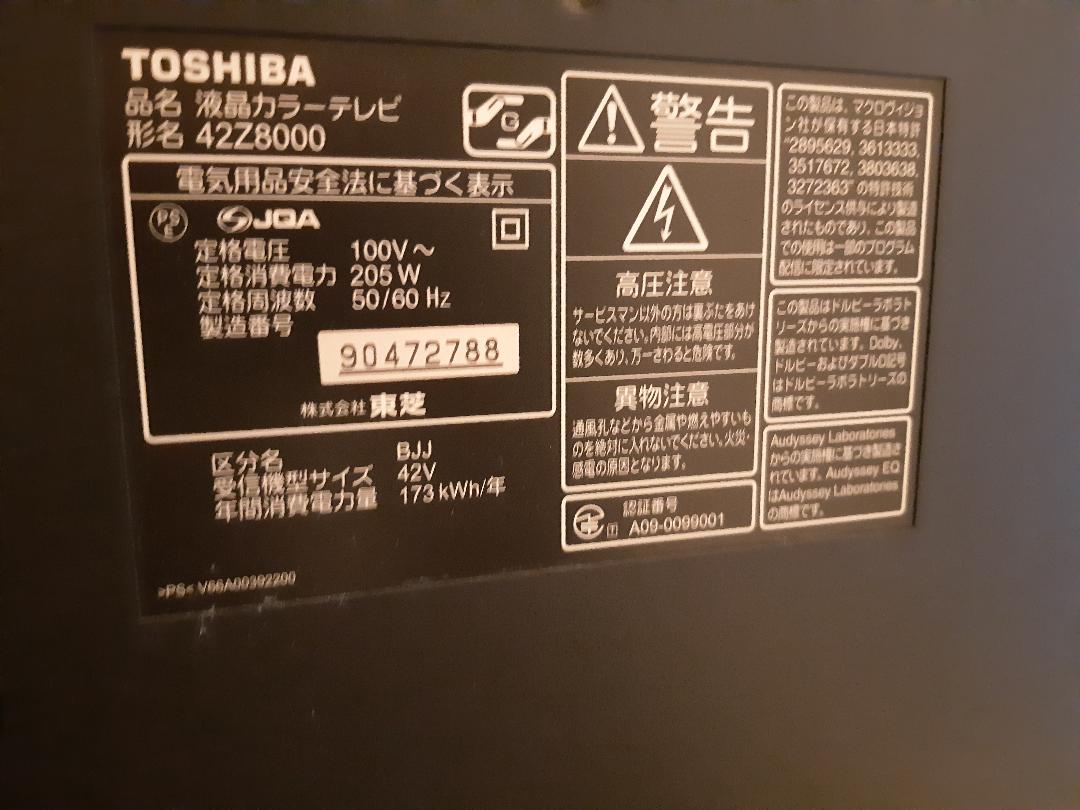 TOSHIBA
品名 液晶カラーテレビ
形名 42Z8000
G
電気用品安全法に基づく表示
PS
E
JQA
定格電圧 100V～
定格消費電力 205W
定格周波数 50/60 Hz
製造番号
90472788
株式会社 東芝
区分名 BJJ
受信機型サイズ 42V
年間消費電力量 173kWh/年
>PS< V66A00392200
警告
高圧注意
サービスマン以外の方は裏ぶたをあけ
ないでください。内部には高電圧部分が
数多くあり、万一さわると危険です。
異物注意
通風孔などから金属や燃えやすいも
のを絶対に入れないでください。火災・
感電の原因となります。
認証番号
T A09-0099001
この製品は、マクロヴィジョ
ン社が保有する日本特許
"2895629, 3613333,
3517672, 3803638,
3272363" の特許技術
のライセンス供与により製造
されたものであり、この製品
での使用は一部のプログラム
配信に限定されています。
この製品はドルビーラボラト
リーズからの実施権に基づき
製造されています。Dolby、
ドルビーおよびダブルD記号
はドルビーラボラトリーズの
商標です。
Audyssey Laboratories
からの実施権に基づき製造さ
れています。Audyssey EQ
はAudyssey Laboratories
の商標です。